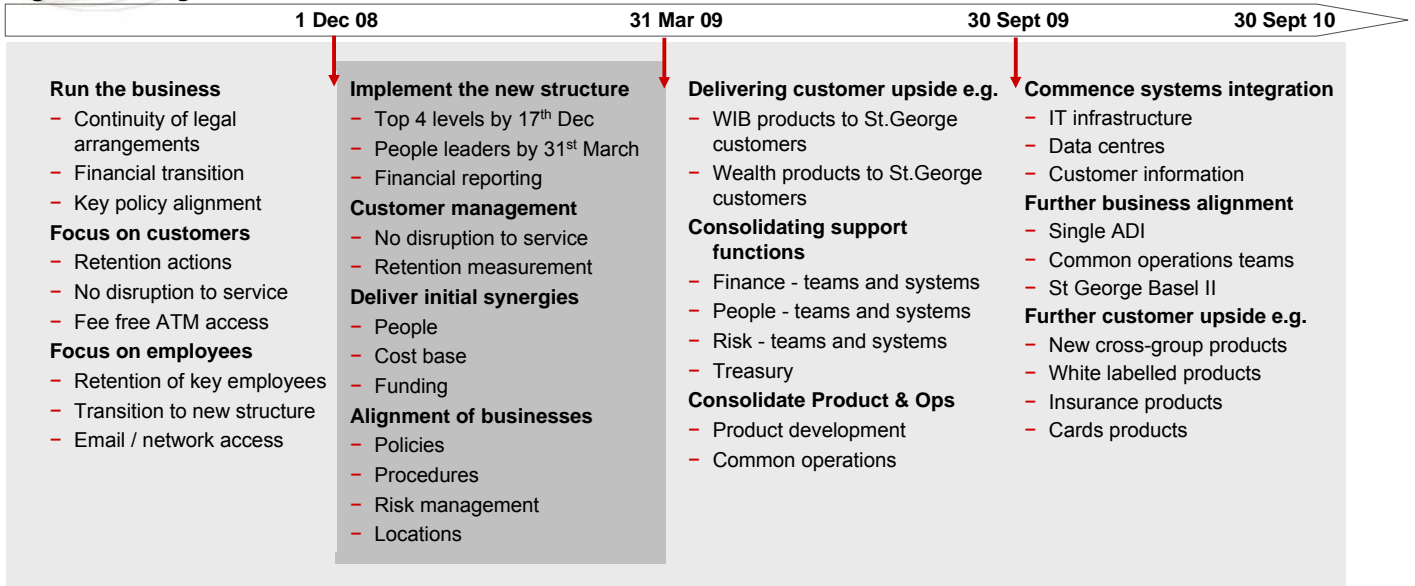 1 Dec 08
31 Mar 09
30 Sept 09
30 Sept 10
Run the business
− Continuity of legal
arrangements
− Financial transition
− Key policy alignment
Focus on customers
− Retention actions
− No disruption to service
− Fee free ATM access
Focus on employees
− Retention of key employees
− Transition to new structure
− Email / network access
Implement the new structure
− Top 4 levels by 17th Dec
− People leaders by 31st March
− Financial reporting
Customer management
− No disruption to service
− Retention measurement
Deliver initial synergies
− People
− Cost base
− Funding
Alignment of businesses
− Policies
− Procedures
− Risk management
− Locations
Delivering customer upside e.g.
− WIB products to St.George
customers
− Wealth products to St.George
customers
Consolidating support
functions
− Finance - teams and systems
− People - teams and systems
− Risk - teams and systems
− Treasury
Consolidate Product & Ops
− Product development
− Common operations
Commence systems integration
− IT infrastructure
− Data centres
− Customer information
Further business alignment
− Single ADI
− Common operations teams
− St George Basel II
Further customer upside e.g.
− New cross-group products
− White labelled products
− Insurance products
− Cards products